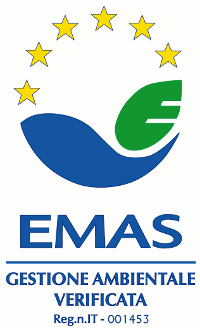 EMAS
GESTIONE AMBIENTALE
VERIFICATA
Reg.n.IT - 001453